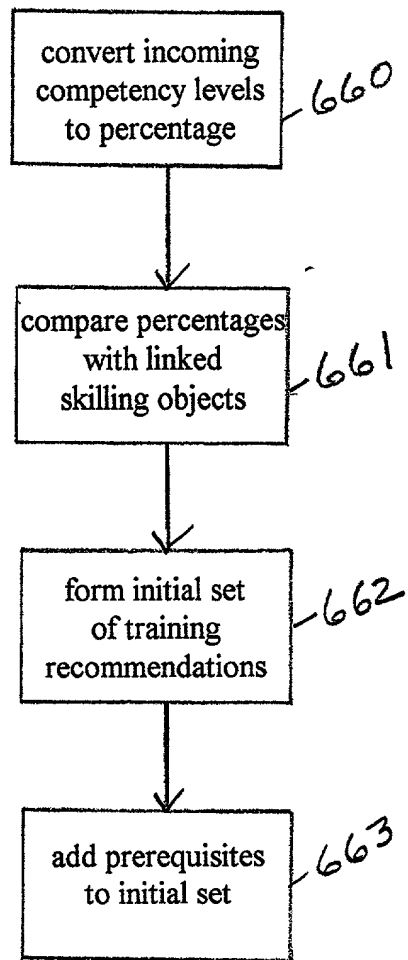 convert incoming
competency levels
to percentage
660
compare percentages
with linked
skilling objects
661
form initial set
of training
recommendations
662
add prerequisites
to initial set
663